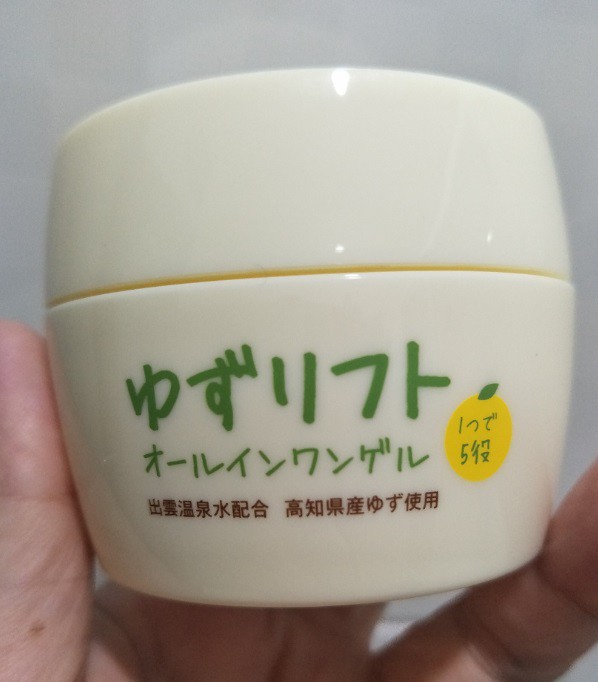 ゆずリフト
オールインワンゲル
1つで
5役
出雲温泉水配合 高知県産ゆず使用